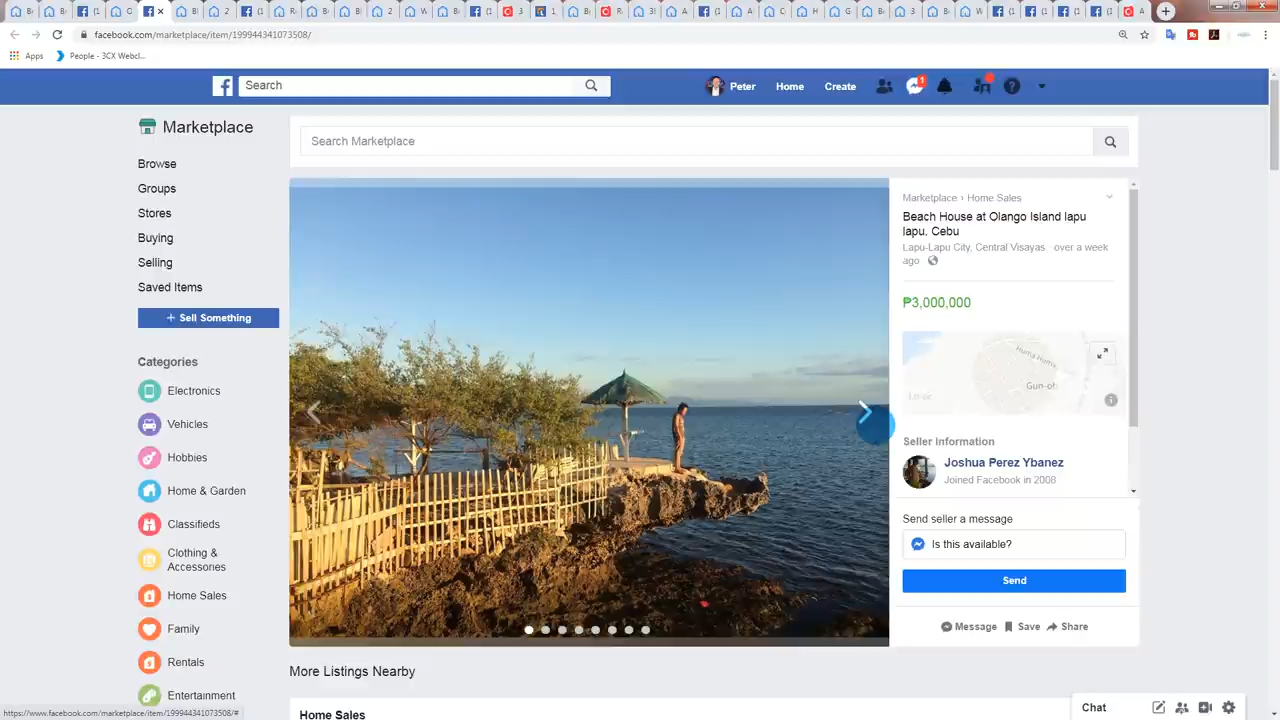 facebook.com/marketplace/item/199944341073508/
Apps
People - 3CX Webcl...
Search
Peter
Home
Create
1
Marketplace
Search Marketplace
Browse
Groups
Stores
Buying
Selling
Saved Items
+ Sell Something
Categories
Electronics
Vehicles
Hobbies
Home & Garden
Classifieds
Clothing &
Accessories
Home Sales
Family
Rentals
Entertainment
Marketplace › Home Sales
Beach House at Olango Island lapu
lapu. Cebu
Lapu-Lapu City, Central Visayas · over a week
ago
₱3,000,000
Gun-ob
Seller Information
Joshua Perez Ybanez
Joined Facebook in 2008
Send seller a message
Is this available?
Send
Message
Save
Share
More Listings Nearby
Home Sales
Chat
https://www.facebook.com/marketplace/item/199944341073508/#